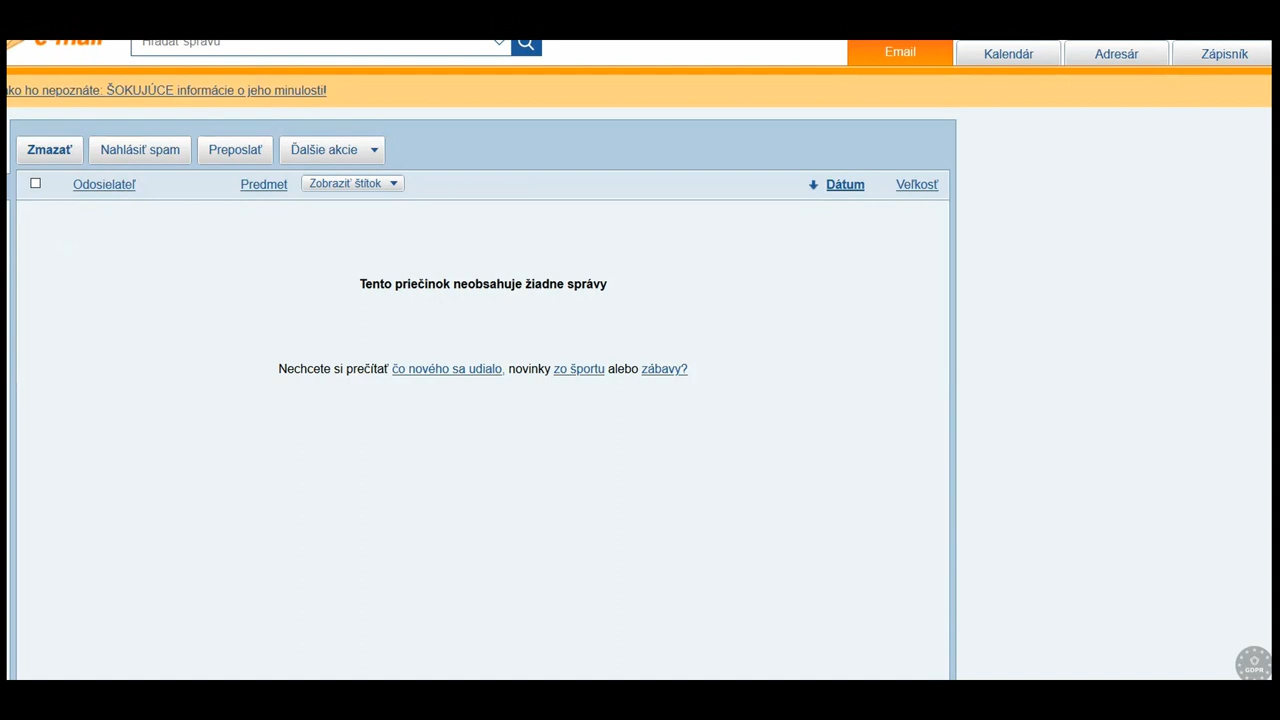 e-mail
Hľadať správu
Email
Kalendár
Adresár
Zápisník
ako ho nepoznáte: ŠOKUJÚCE informácie o jeho minulosti!
Zmazať
Nahlásiť spam
Preposlať
Ďalšie akcie
Odosielateľ
Predmet
Zobraziť štítok
Dátum
Veľkosť
Tento priečinok neobsahuje žiadne správy
Nechcete si prečítať čo nového sa udialo, novinky zo športu alebo zábavy?
GDPR